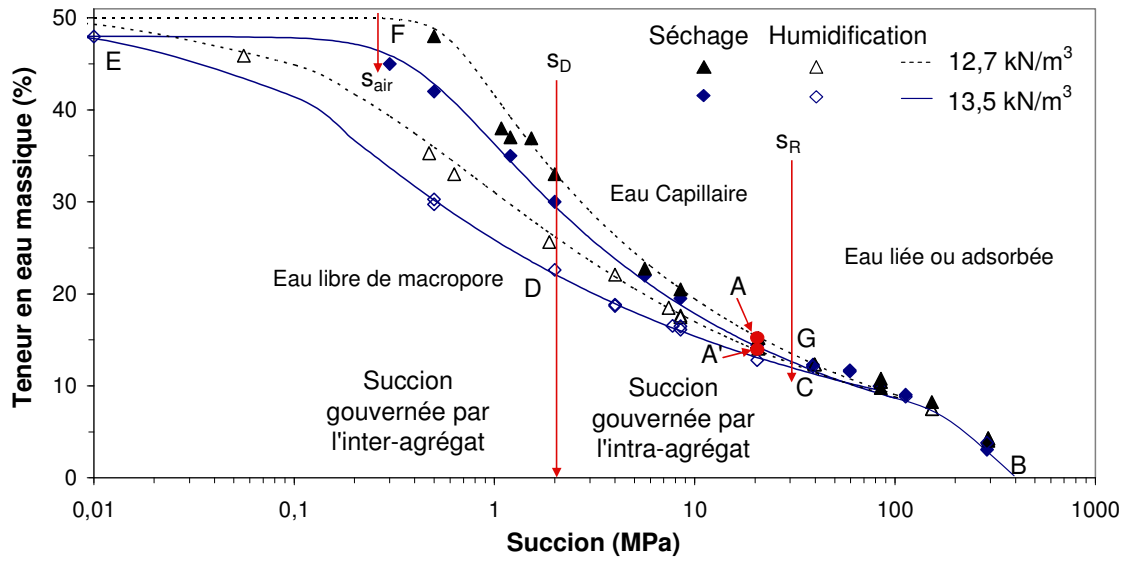 50
40
30
20
10
0
Teneur en eau massique (%)
0,01
0,1
1
10
100
1000
Succion (MPa)
Séchage
Humidification
12,7 kN/m³
13,5 kN/m³
E
F
s_air
s_D
s_R
Eau Capillaire
Eau liée ou adsorbée
Eau libre de macropore
D
A
A'
G
C
B
Succion
gouvernée par
l'inter-agrégat
Succion
gouvernée par
l'intra-agrégat